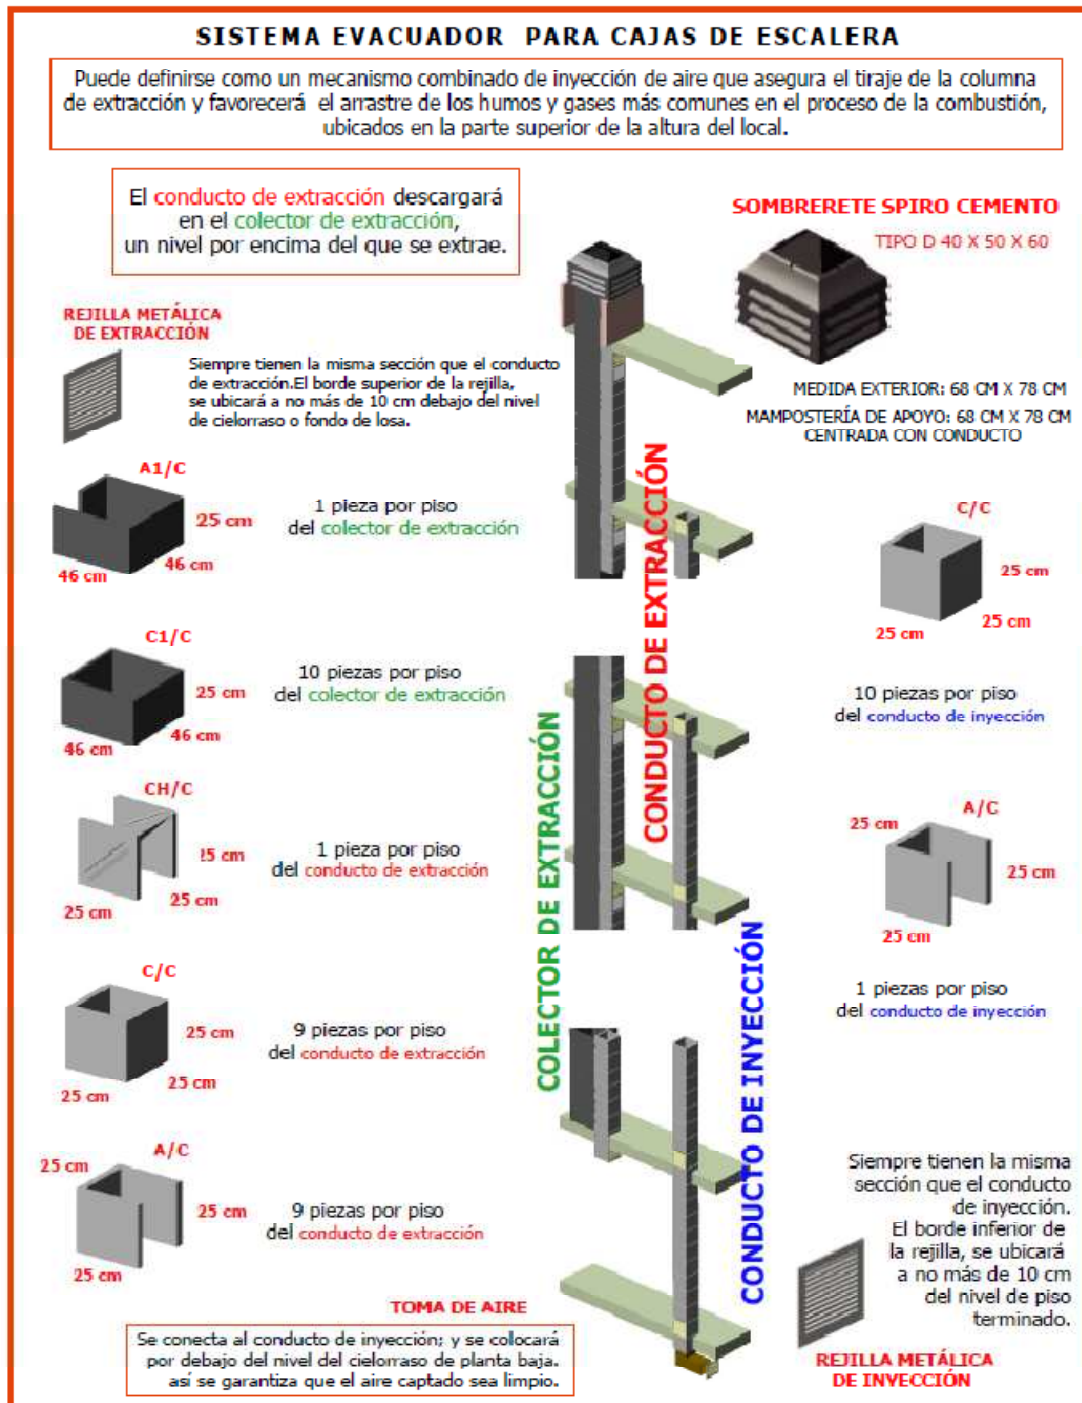 SISTEMA EVACUADOR PARA CAJAS DE ESCALERA
Puede definirse como un mecanismo combinado de inyección de aire que asegura el tiraje de la columna
de extracción y favorecerá el arrastre de los humos y gases más comunes en el proceso de la combustión,
ubicados en la parte superior de la altura del local.
El conducto de extracción descargará
en el colector de extracción,
un nivel por encima del que se extrae.
SOMBRERETE SPIRO CEMENTO
TIPO D 40 X 50 X 60
MEDIDA EXTERIOR: 68 CM X 78 CM
MAMPOSTERÍA DE APOYO: 68 CM X 78 CM
CENTRADA CON CONDUCTO
REJILLA METÁLICA
DE EXTRACCIÓN
Siempre tienen la misma sección que el conducto
de extracción.El borde superior de la rejilla,
se ubicará a no más de 10 cm debajo del nivel
de cielorraso o fondo de losa.
A1/C
25 cm
46 cm
46 cm
1 pieza por piso
del colector de extracción
C1/C
25 cm
46 cm
46 cm
10 piezas por piso
del colector de extracción
CH/C
25 cm
25 cm
25 cm
1 pieza por piso
del conducto de extracción
C/C
25 cm
25 cm
25 cm
9 piezas por piso
del conducto de extracción
A/C
25 cm
25 cm
25 cm
9 piezas por piso
del conducto de extracción
COLECTOR DE EXTRACCIÓN
CONDUCTO DE EXTRACCIÓN
CONDUCTO DE INYECCIÓN
C/C
25 cm
25 cm
25 cm
10 piezas por piso
del conducto de inyección
A/C
25 cm
25 cm
25 cm
1 pieza por piso
del conducto de inyección
Siempre tienen la misma
sección que el conducto
de inyección.
El borde inferior de
la rejilla, se ubicará
a no más de 10 cm
del nivel de piso
terminado.
REJILLA METÁLICA
DE INYECCIÓN
TOMA DE AIRE
Se conecta al conducto de inyección; y se colocará
por debajo del nivel del cielorraso de planta baja.
así se garantiza que el aire captado sea limpio.